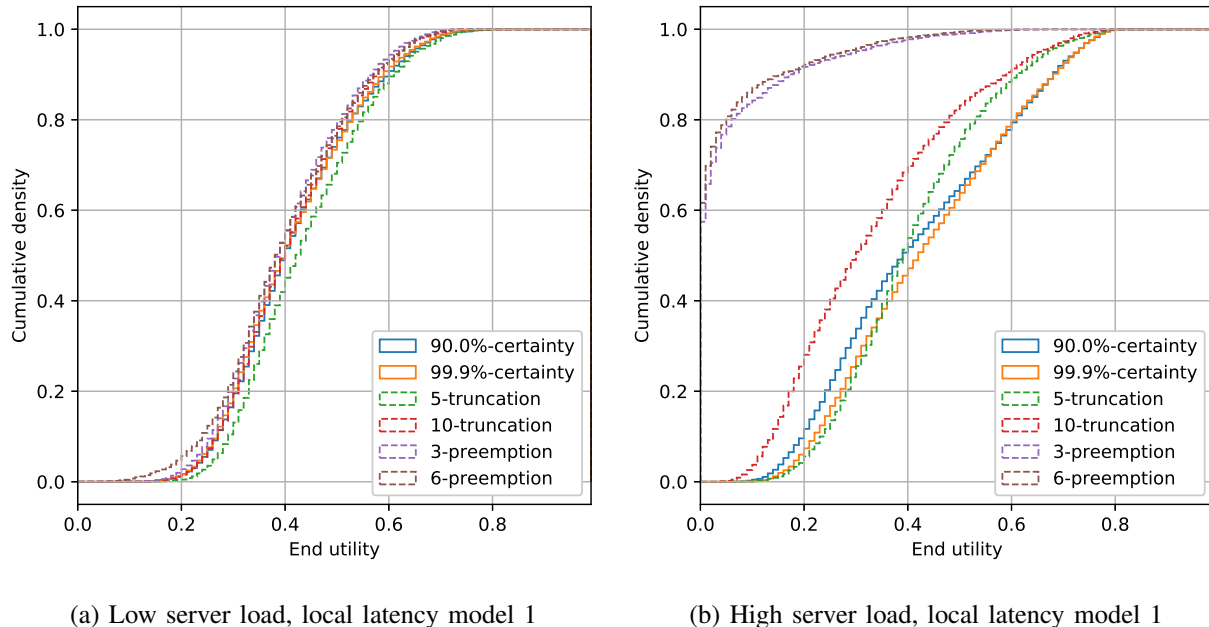 1.0
0.8
0.6
0.4
0.2
0.0
Cumulative density
0.0 0.2 0.4 0.6 0.8
End utility
90.0%-certainty
99.9%-certainty
5-truncation
10-truncation
3-preemption
6-preemption
(a) Low server load, local latency model 1
1.0
0.8
0.6
0.4
0.2
0.0
Cumulative density
0.0 0.2 0.4 0.6 0.8
End utility
90.0%-certainty
99.9%-certainty
5-truncation
10-truncation
3-preemption
6-preemption
(b) High server load, local latency model 1